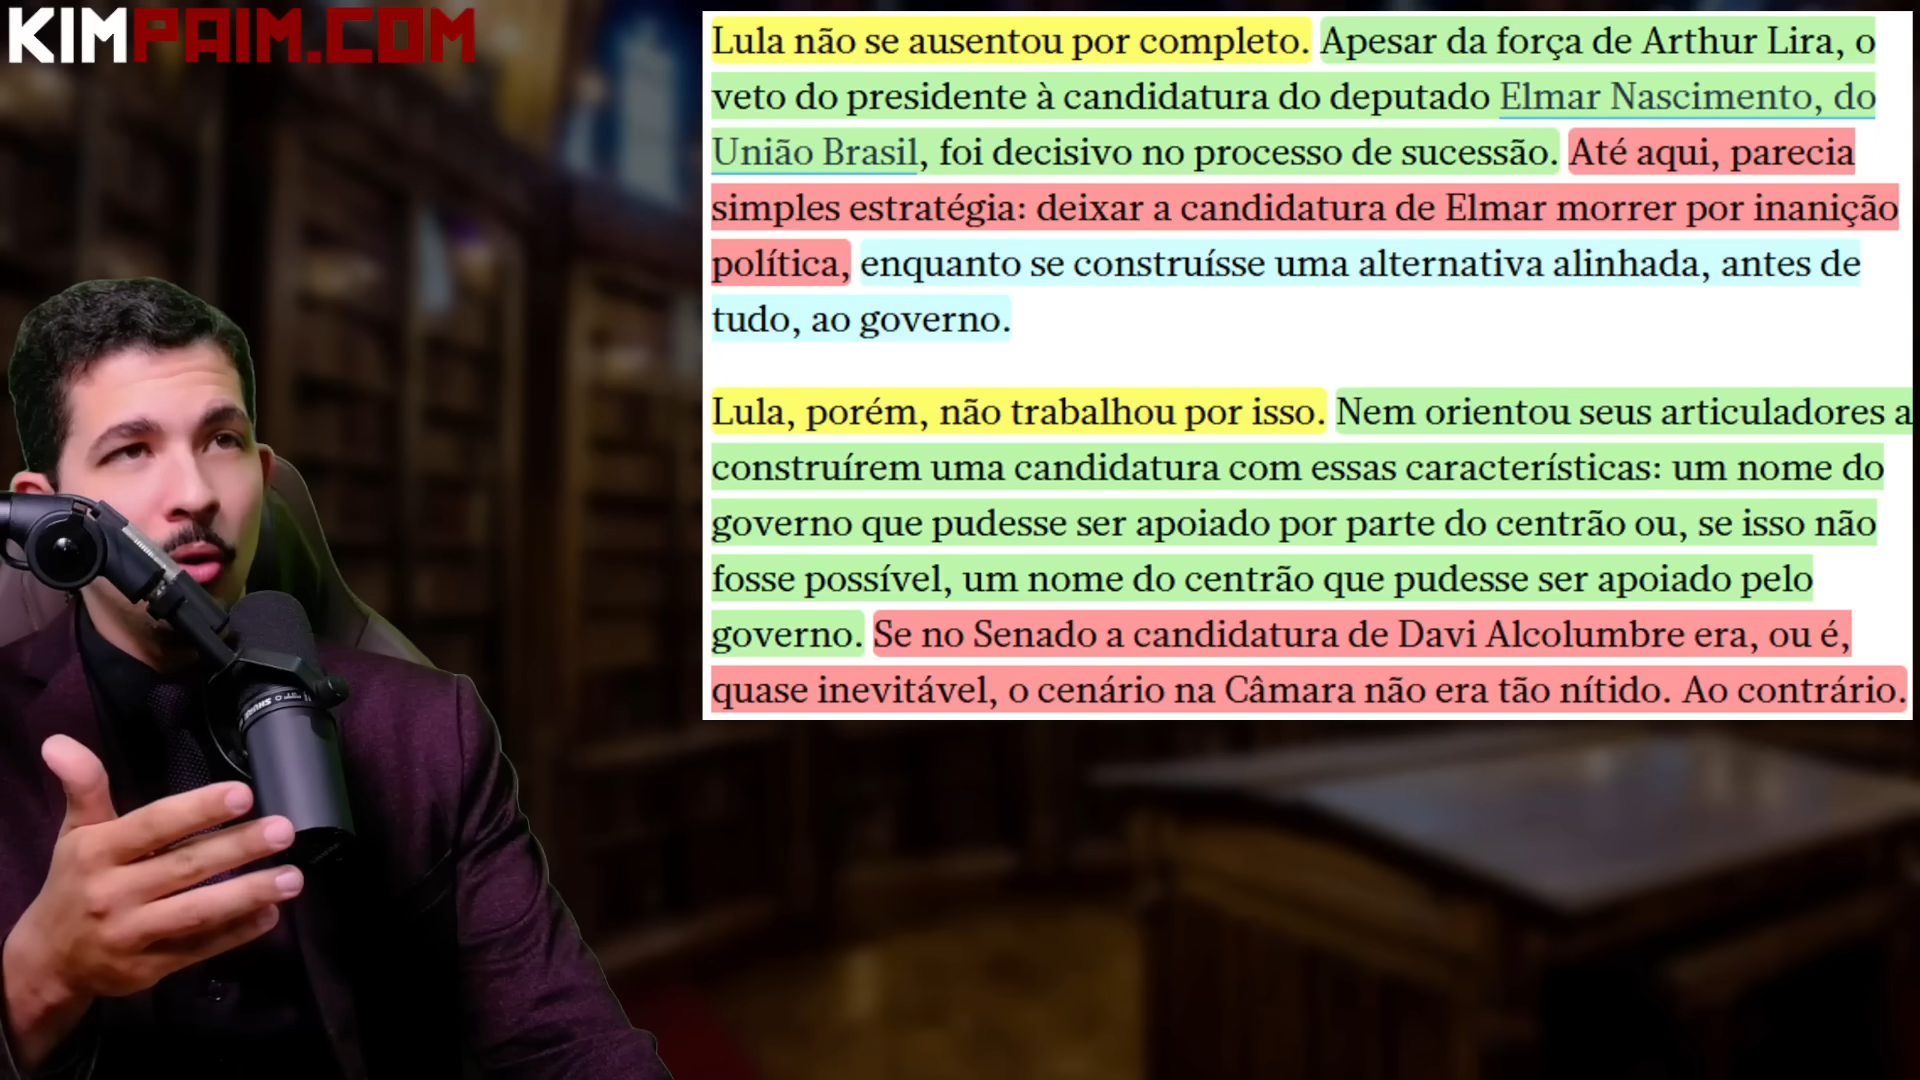 KIMPAIM.COM
Lula não se ausentou por completo. Apesar da força de Arthur Lira, o
veto do presidente à candidatura do deputado Elmar Nascimento, do
União Brasil, foi decisivo no processo de sucessão. Até aqui, parecia
simples estratégia: deixar a candidatura de Elmar morrer por inanição
política, enquanto se construísse uma alternativa alinhada, antes de
tudo, ao governo.
Lula, porém, não trabalhou por isso. Nem orientou seus articuladores a
construírem uma candidatura com essas características: um nome do
governo que pudesse ser apoiado por parte do centrão ou, se isso não
fosse possível, um nome do centrão que pudesse ser apoiado pelo
governo. Se no Senado a candidatura de Davi Alcolumbre era, ou é,
quase inevitável, o cenário na Câmara não era tão nítido. Ao contrário.